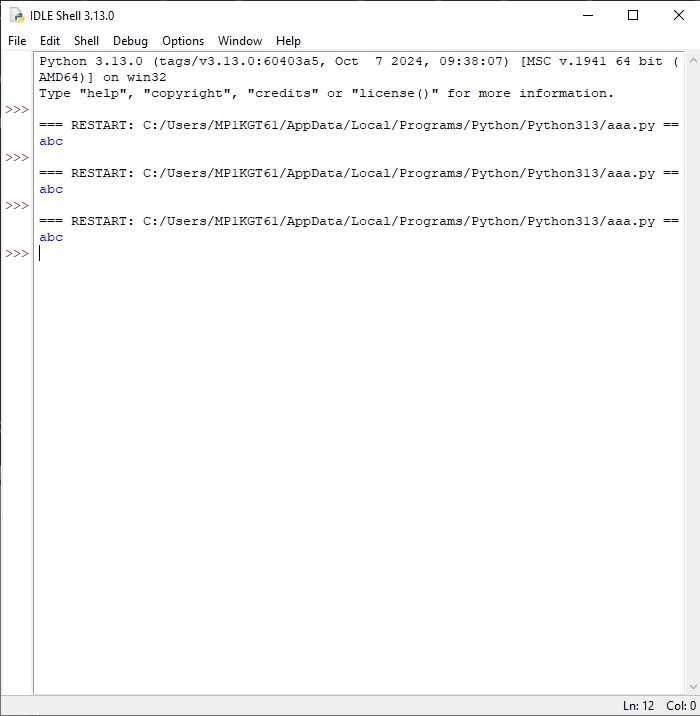 IDLE Shell 3.13.0
File Edit Shell Debug Options Window Help
Python 3.13.0 (tags/v3.13.0:60403a5, Oct  7 2024, 09:38:07) [MSC v.1941 64 bit (
AMD64)] on win32
Type "help", "copyright", "credits" or "license()" for more information.
>>>
=== RESTART: C:/Users/MP1KGT61/AppData/Local/Programs/Python/Python313/aaa.py ==
abc
>>>
=== RESTART: C:/Users/MP1KGT61/AppData/Local/Programs/Python/Python313/aaa.py ==
abc
>>>
=== RESTART: C:/Users/MP1KGT61/AppData/Local/Programs/Python/Python313/aaa.py ==
abc
>>>
Ln: 12 Col: 0